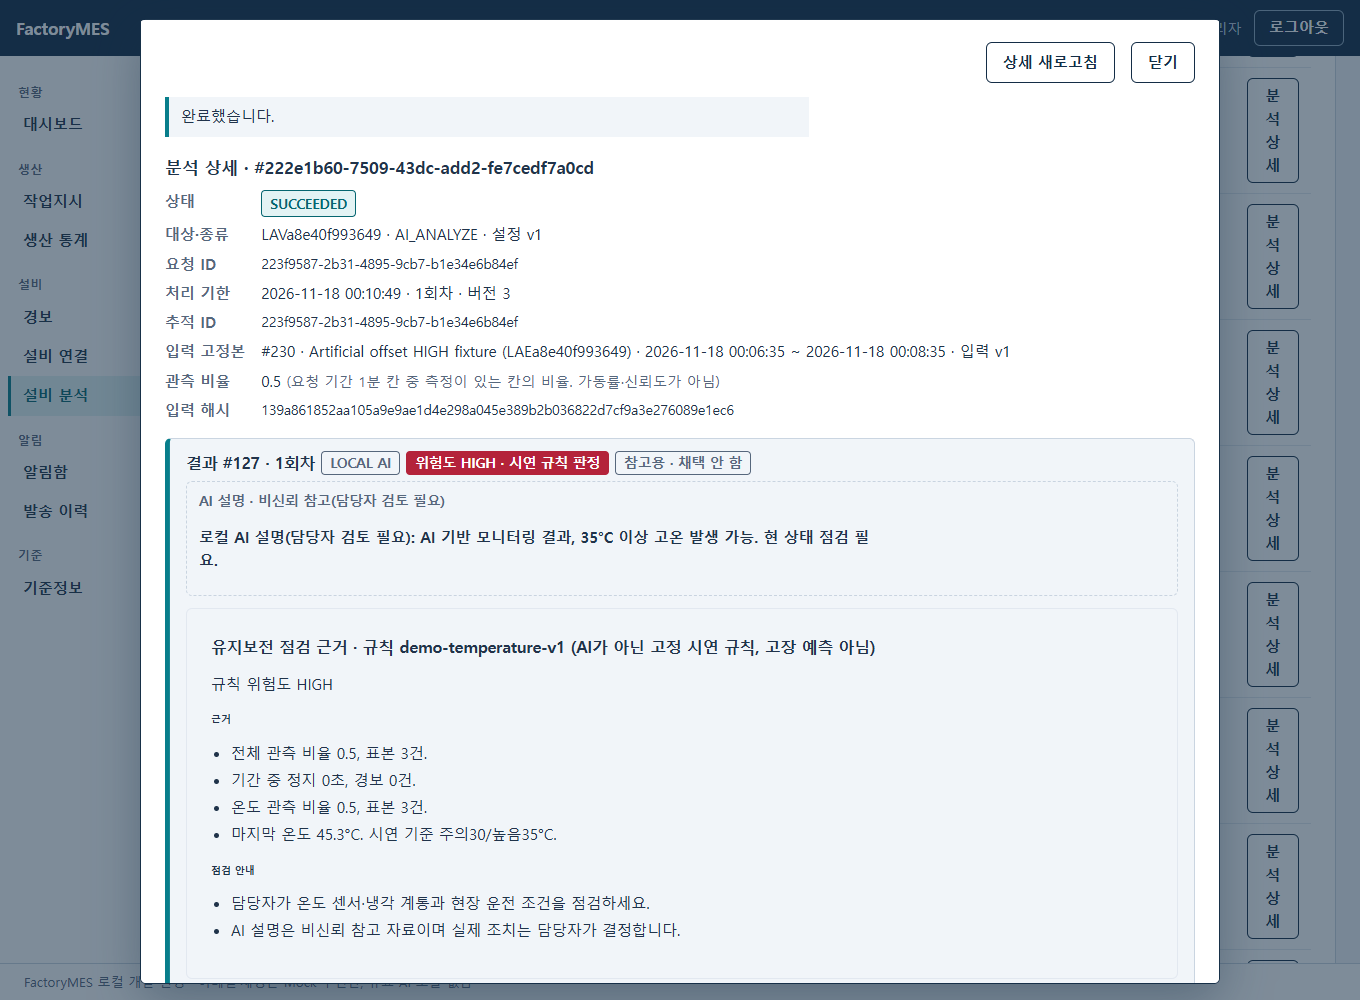 FactoryMES
리자
로그아웃
현황
대시보드
생산
작업지시
생산 통계
설비
경보
설비 연결
설비 분석
알림
알림함
발송 이력
기준
기준정보
상세 새로고침
닫기
완료했습니다.
분석 상세 · #222e1b60-7509-43dc-add2-fe7cedf7a0cd
상태 SUCCEEDED
대상·종류 LAVa8e40f993649 · AI_ANALYZE · 설정 v1
요청 ID 223f9587-2b31-4895-9cb7-b1e34e6b84ef
처리 기한 2026-11-18 00:10:49 · 1회차 · 버전 3
추적 ID 223f9587-2b31-4895-9cb7-b1e34e6b84ef
입력 고정본 #230 · Artificial offset HIGH fixture (LAEa8e40f993649) · 2026-11-18 00:06:35 ~ 2026-11-18 00:08:35 · 입력 v1
관측 비율 0.5 (요청 기간 1분 칸 중 측정이 있는 칸의 비율. 가동률·신뢰도가 아님)
입력 해시 139a861852aa105a9e9ae1d4e298a045e389b2b036822d7cf9a3e276089e1ec6
결과 #127 · 1회차 LOCAL AI 위험도 HIGH · 시연 규칙 판정 참고용 · 채택 안 함
AI 설명 · 비신뢰 참고(담당자 검토 필요)
로컬 AI 설명(담당자 검토 필요): AI 기반 모니터링 결과, 35°C 이상 고온 발생 가능. 현 상태 점검 필
요.
유지보전 점검 근거 · 규칙 demo-temperature-v1 (AI가 아닌 고정 시연 규칙, 고장 예측 아님)
규칙 위험도 HIGH
근거
• 전체 관측 비율 0.5, 표본 3건.
• 기간 중 정지 0초, 경보 0건.
• 온도 관측 비율 0.5, 표본 3건.
• 마지막 온도 45.3°C. 시연 기준 주의30/높음35°C.
점검 안내
• 담당자가 온도 센서·냉각 계통과 현장 운전 조건을 점검하세요.
• AI 설명은 비신뢰 참고 자료이며 실제 조치는 담당자가 결정합니다.
분
석
상
세
분
석
상
세
분
석
상
세
분
석
상
세
분
석
상
세
분
석
상
세
분
석
상
세
FactoryMES 로컬 개